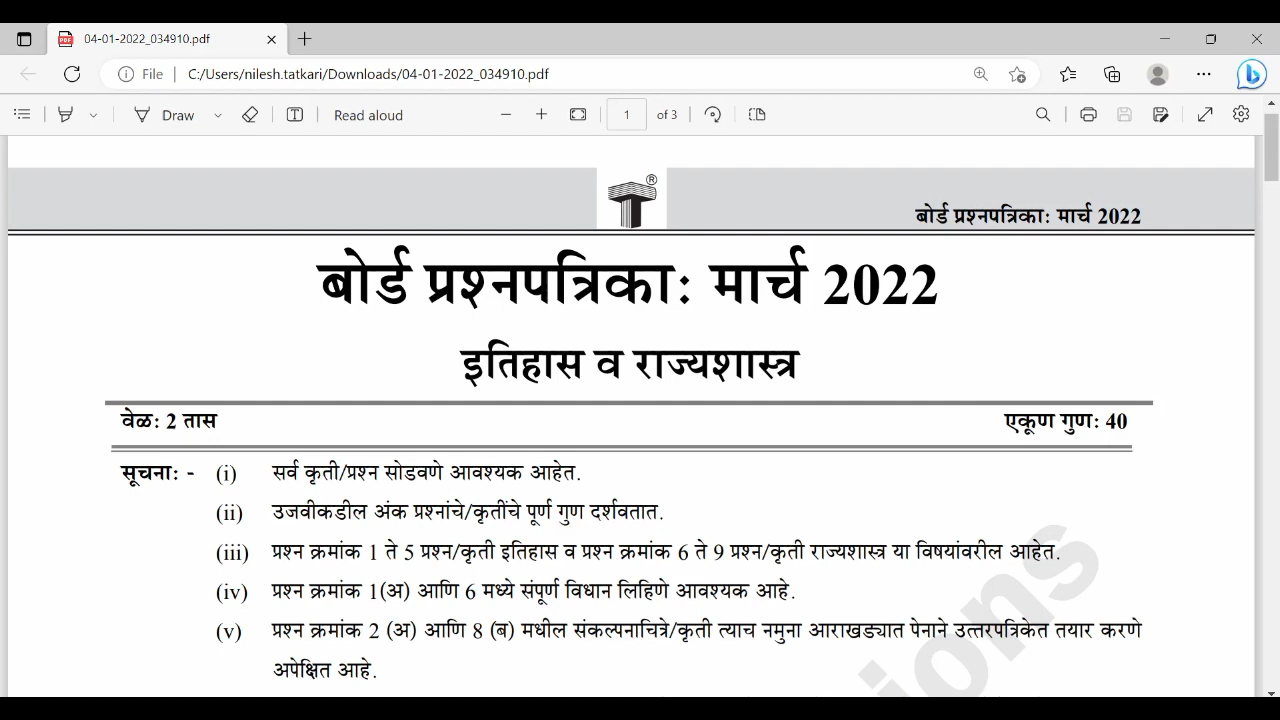 04-01-2022_034910.pdf
File C:/Users/nilesh.tatkari/Downloads/04-01-2022_034910.pdf
Draw Read aloud 1 of 3
बोर्ड प्रश्नपत्रिका: मार्च 2022
बोर्ड प्रश्नपत्रिका: मार्च 2022
इतिहास व राज्यशास्त्र
वेळ: 2 तास एकूण गुण: 40
सूचना: - (i) सर्व कृती/प्रश्न सोडवणे आवश्यक आहेत.
(ii) उजवीकडील अंक प्रश्नांचे/कृतींचे पूर्ण गुण दर्शवतात.
(iii) प्रश्न क्रमांक 1 ते 5 प्रश्न/कृती इतिहास व प्रश्न क्रमांक 6 ते 9 प्रश्न/कृती राज्यशास्त्र या विषयांवरील आहेत.
(iv) प्रश्न क्रमांक 1(अ) आणि 6 मध्ये संपूर्ण विधान लिहिणे आवश्यक आहे.
(v) प्रश्न क्रमांक 2 (अ) आणि 8 (ब) मधील संकल्पनाचित्रे/कृती त्याच नमुना आराखड्यात पेनाने उत्तरपत्रिकेत तयार करणे
अपेक्षित आहे.